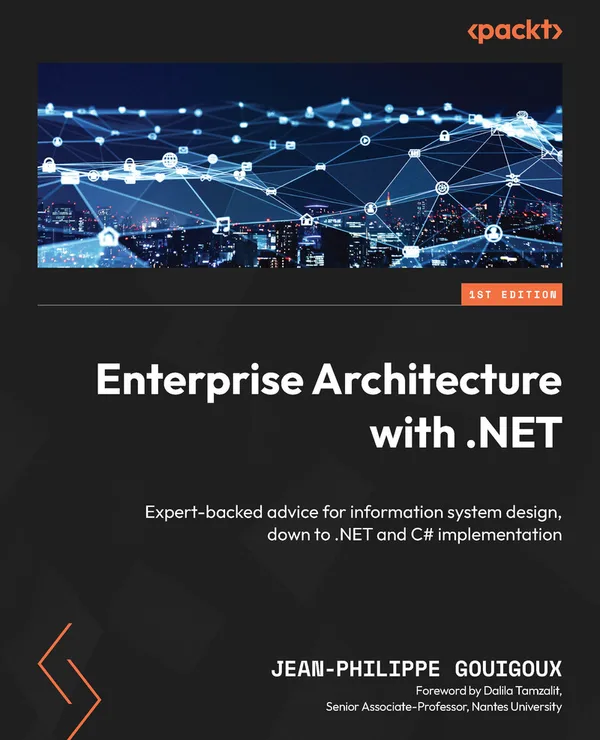 <packt>
1ST EDITION
Enterprise Architecture
with .NET
Expert-backed advice for information system design,
down to .NET and C# implementation
JEAN-PHILIPPE GOUIGOUX
Foreword by Dalila Tamzalit,
Senior Associate-Professor, Nantes University